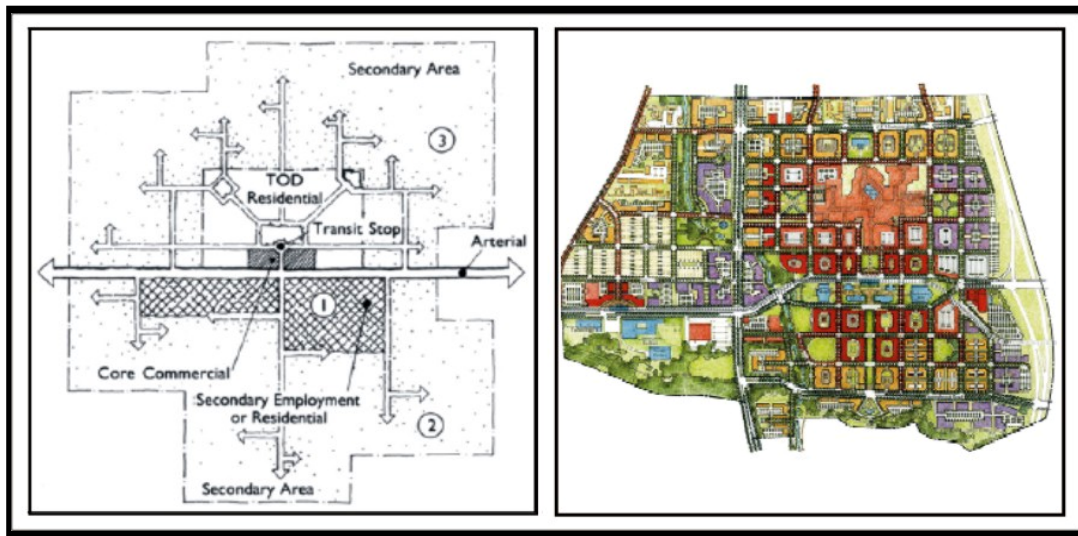 Secondary Area
3
TOD
Residential
Transit Stop
Arterial
1
Core Commercial
Secondary Employment
or Residential
2
Secondary Area